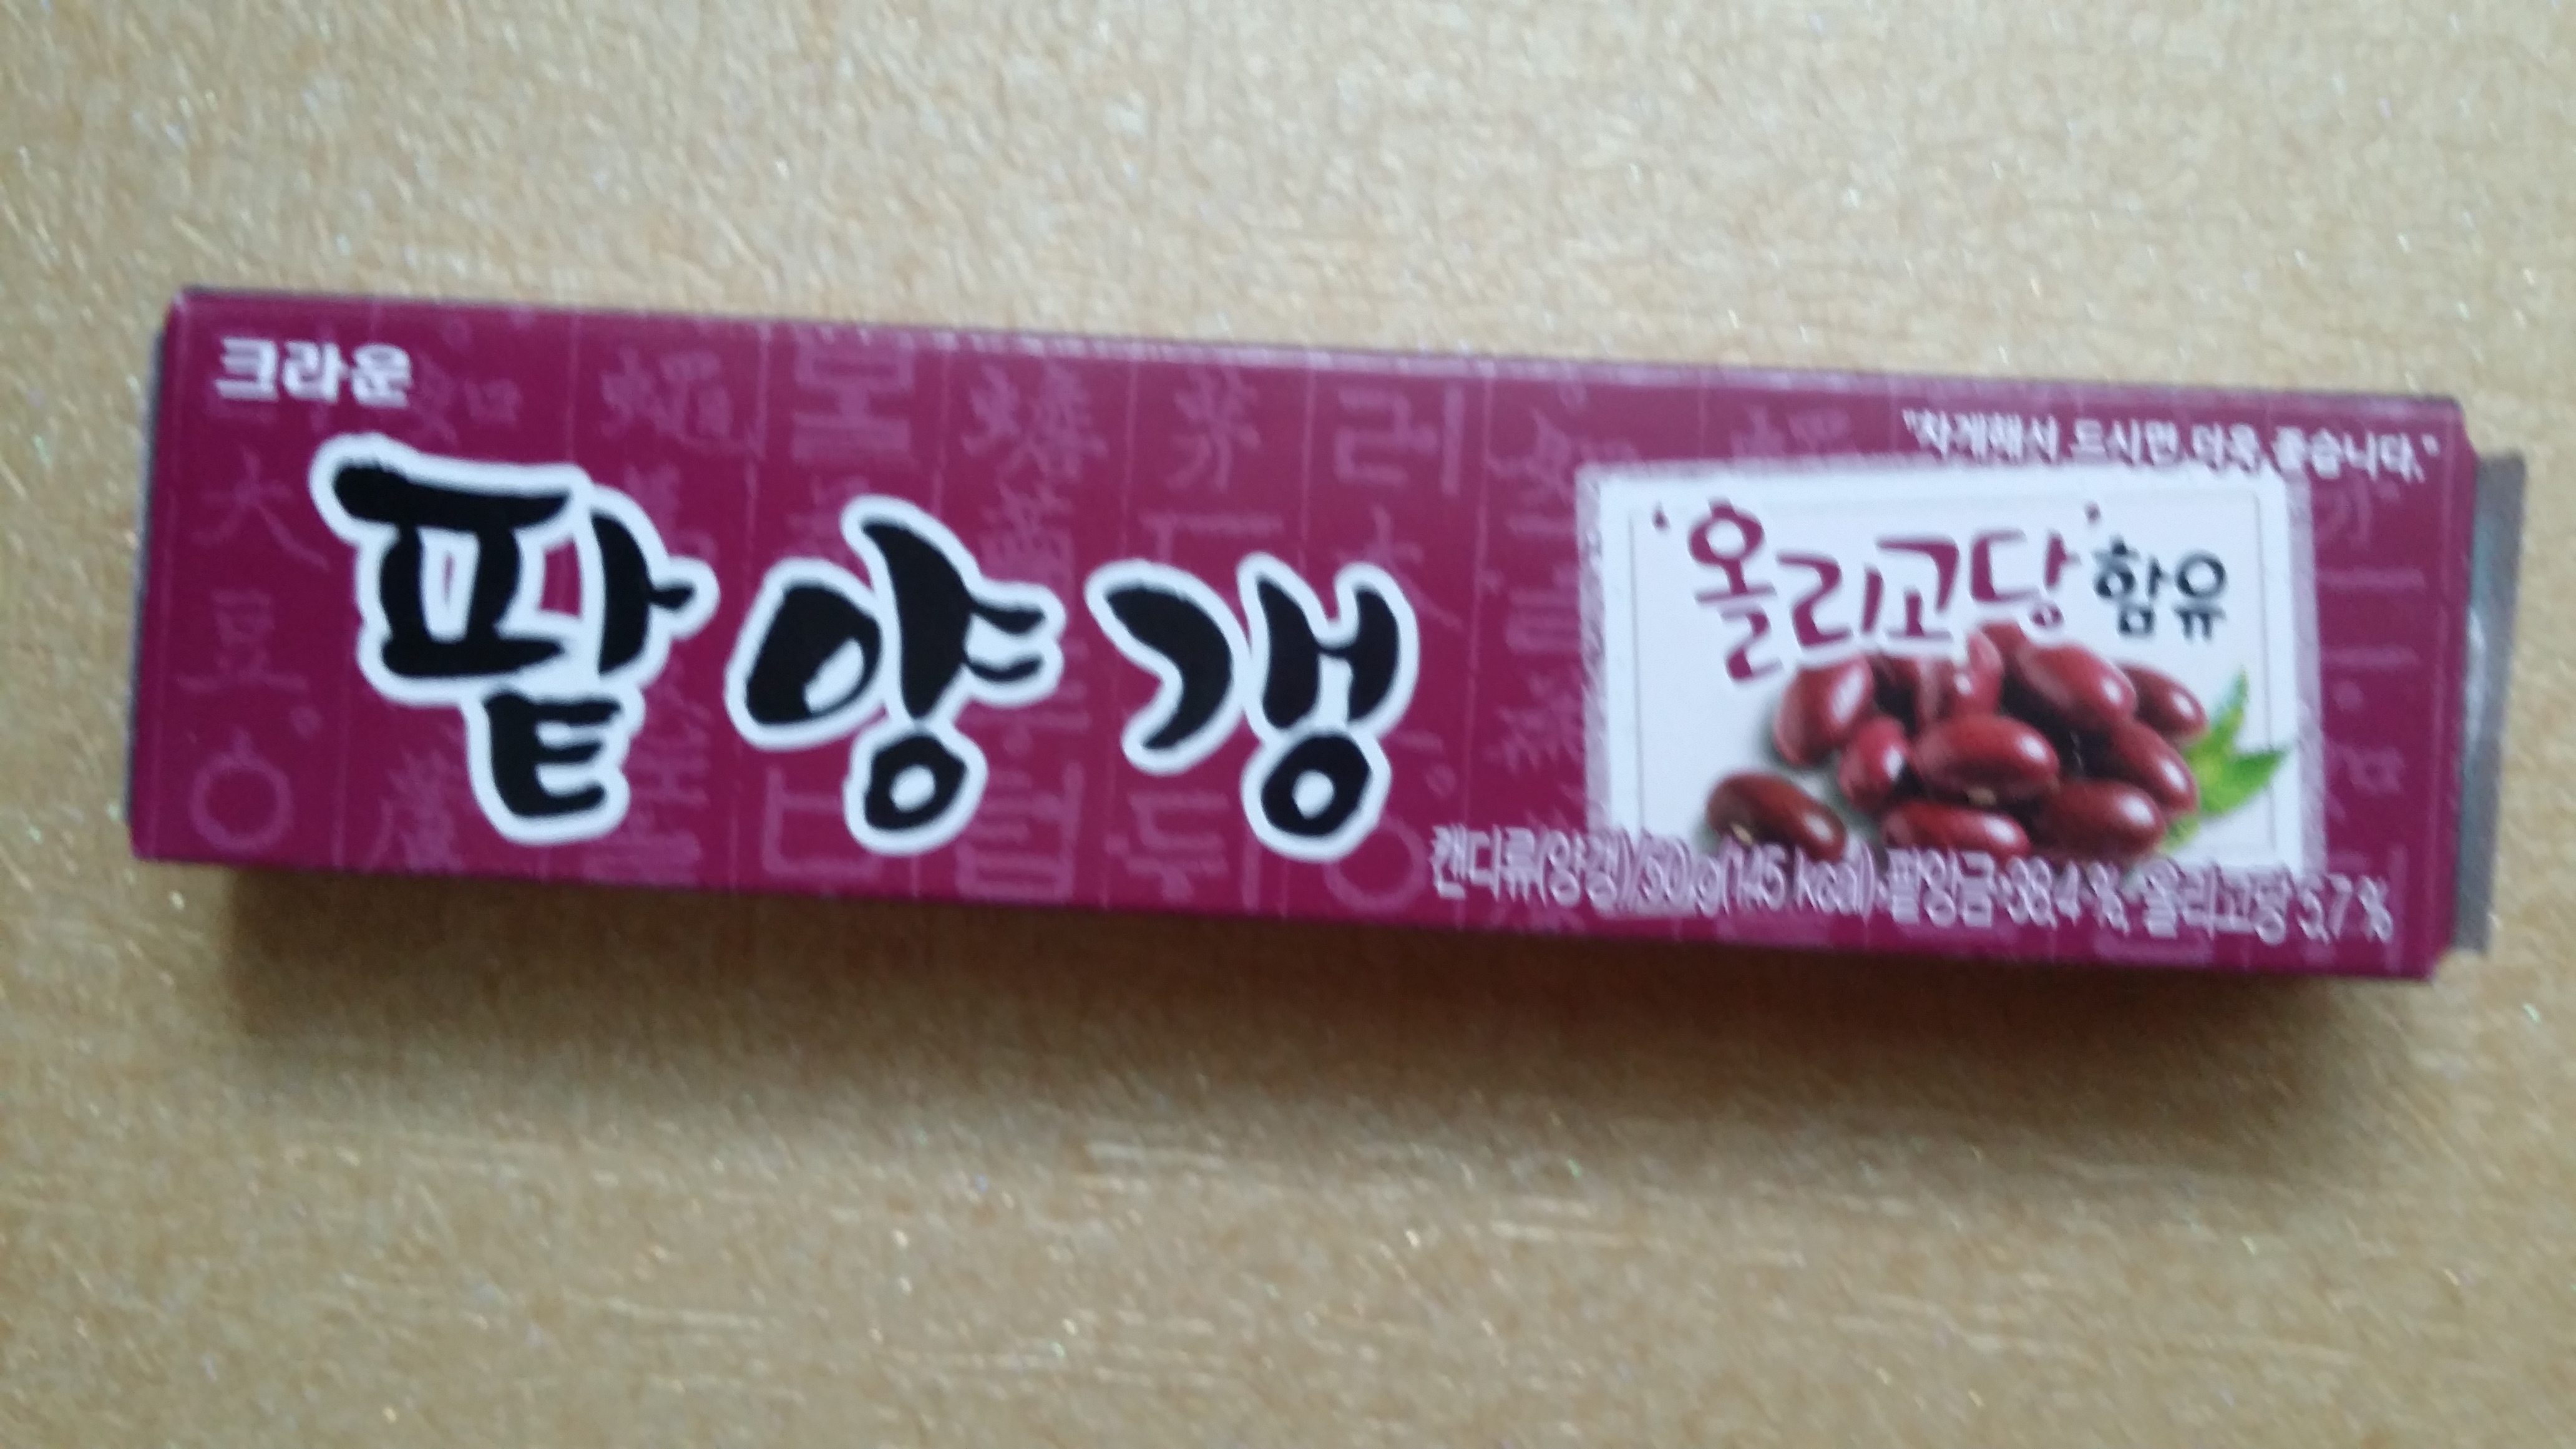 크라운
팥양갱
"차게해서 드시면 더욱 좋습니다."
'올리고당' 함유
캔디류(양갱)/50g(145 kcal)·팥앙금:38.4 %, 올리고당 5.7 %